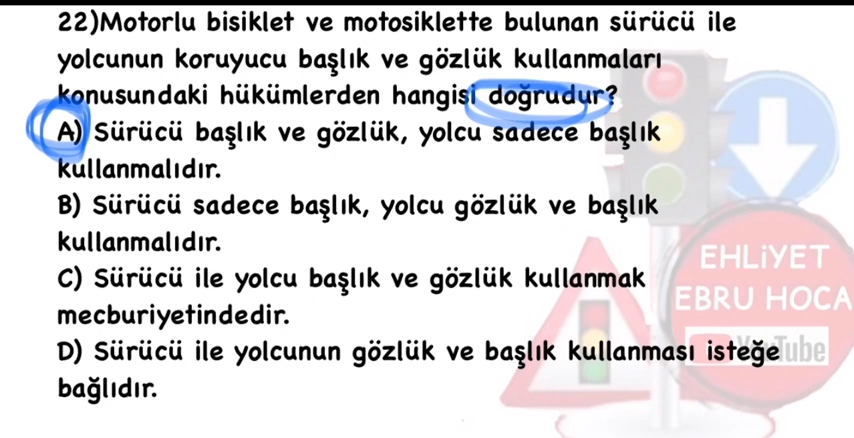 22)Motorlu bisiklet ve motosiklette bulunan sürücü ile
yolcunun koruyucu başlık ve gözlük kullanmaları
konusundaki hükümlerden hangisi doğrudur?
A) Sürücü başlık ve gözlük, yolcu sadece başlık
kullanmalıdır.
B) Sürücü sadece başlık, yolcu gözlük ve başlık
kullanmalıdır.
C) Sürücü ile yolcu başlık ve gözlük kullanmak
mecburiyetindedir.
D) Sürücü ile yolcunun gözlük ve başlık kullanması isteğe
bağlıdır.
EHLİYET
EBRU HOCA
YouTube